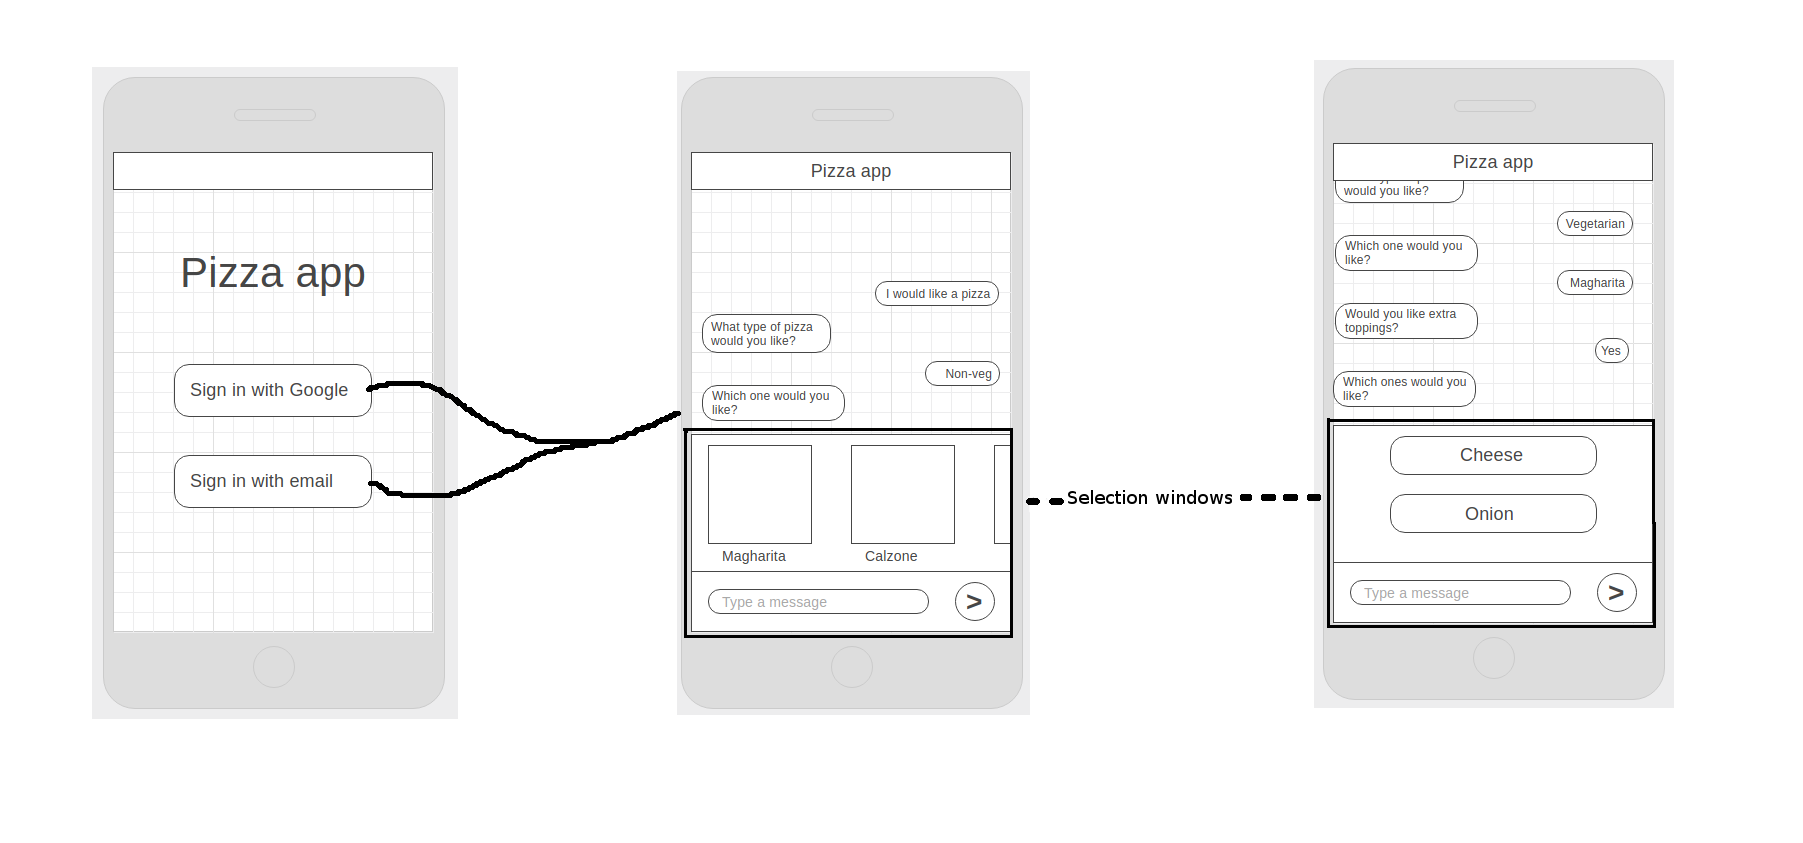 Pizza app
Sign in with Google
Sign in with email
Pizza app
I would like a pizza
What type of pizza
would you like?
Non-veg
Which one would you
like?
Magharita
Calzone
Type a message
>
Selection windows
Pizza app
would you like?
Vegetarian
Which one would you
like?
Magharita
Would you like extra
toppings?
Yes
Which ones would you
like?
Cheese
Onion
Type a message
>